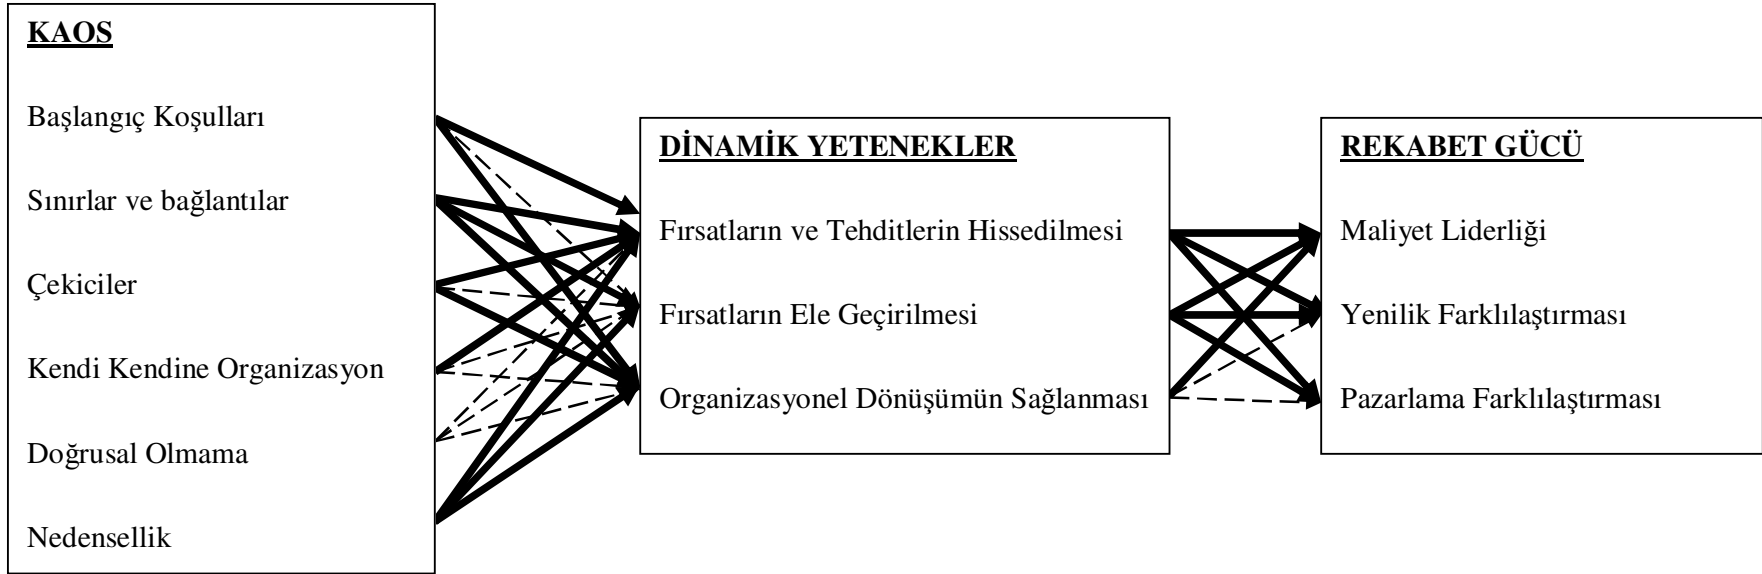 KAOS
Başlangıç Koşulları
Sınırlar ve bağlantılar
Çekiciler
Kendi Kendine Organizasyon
Doğrusal Olmama
Nedensellik
DİNAMİK YETENEKLER
Fırsatların ve Tehditlerin Hissedilmesi
Fırsatların Ele Geçirilmesi
Organizasyonel Dönüşümün Sağlanması
REKABET GÜCÜ
Maliyet Liderliği
Yenilik Farklılaştırması
Pazarlama Farklılaştırması